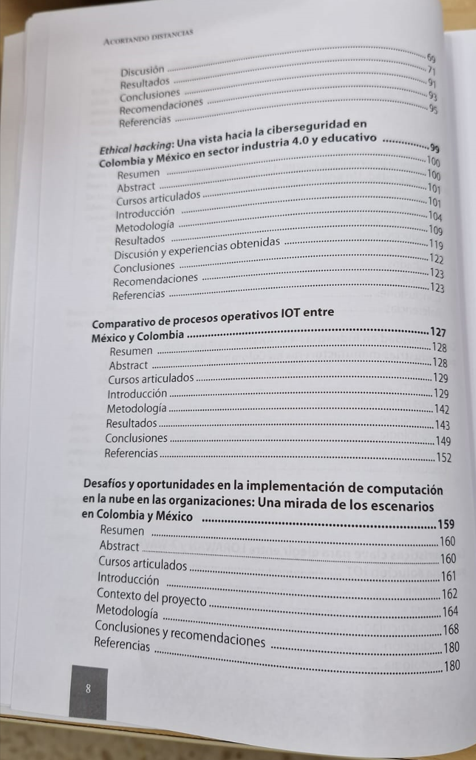 ACORTANDO DISTANCIAS
Discusión ........ 69
Resultados ........ 71
Conclusiones ........ 91
Recomendaciones ........ 93
Referencias ........ 95
Ethical hacking: Una vista hacia la ciberseguridad en
Colombia y México en sector industria 4.0 y educativo ........ 99
Resumen ........ 100
Abstract ........ 100
Cursos articulados ........ 101
Introducción ........ 101
Metodología ........ 104
Resultados ........ 109
Discusión y experiencias obtenidas ........ 119
Conclusiones ........ 122
Recomendaciones ........ 123
Referencias ........ 123
Comparativo de procesos operativos IOT entre
México y Colombia ........ 127
Resumen ........ 128
Abstract ........ 128
Cursos articulados ........ 129
Introducción ........ 129
Metodología ........ 142
Resultados ........ 143
Conclusiones ........ 149
Referencias ........ 152
Desafíos y oportunidades en la implementación de computación
en la nube en las organizaciones: Una mirada de los escenarios
en Colombia y México ........ 159
Resumen ........ 160
Abstract ........ 160
Cursos articulados ........ 161
Introducción ........ 162
Contexto del proyecto ........ 164
Metodología ........ 168
Conclusiones y recomendaciones ........ 180
Referencias ........ 180
8